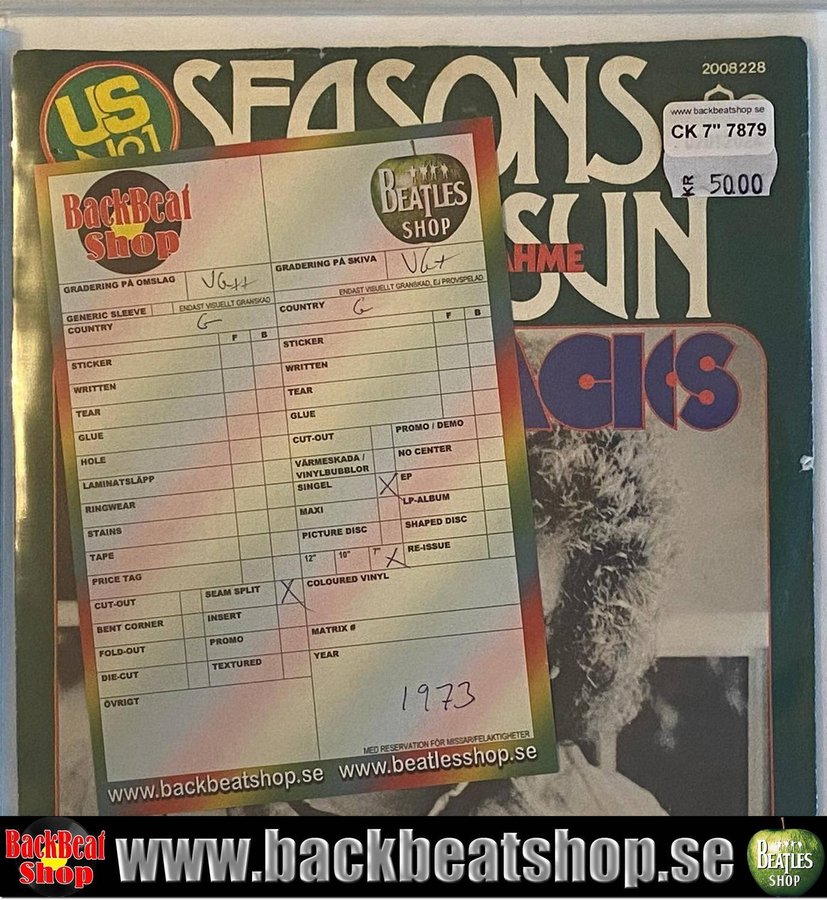 US
No1
SEASONS
SUN
AHME
ACKS
2008228
www.backbeatshop.se
CK 7" 7879
KR 50.00
BackBeat
Shop
BEATLES
SHOP
GRADERING PÅ OMSLAG
VG++
GRADERING PÅ SKIVA
VG+
GENERIC SLEEVE
ENDAST VISUELLT GRANSKAD
ENDAST VISUELLT GRANSKAD, EJ PROVSPELAD
COUNTRY
G
F B
STICKER
WRITTEN
TEAR
GLUE
HOLE
LAMINATSLÄPP
RINGWEAR
STAINS
TAPE
PRICE TAG
CUT-OUT
SEAM SPLIT X
BENT CORNER
INSERT
FOLD-OUT
PROMO
DIE-CUT
TEXTURED
ÖVRIGT
COUNTRY
G
F B
STICKER
WRITTEN
TEAR
GLUE
CUT-OUT
PROMO / DEMO
VÄRMESKADA /
VINYLBUBBLOR
NO CENTER
SINGEL X
EP
MAXI
LP-ALBUM
PICTURE DISC
SHAPED DISC
12" 10" 7" X
RE-ISSUE
COLOURED VINYL
MATRIX #
YEAR
1973
MED RESERVATION FÖR MISSAR/FELAKTIGHETER
www.backbeatshop.se www.beatlesshop.se
BackBeat
Shop
www.backbeatshop.se
BEATLES
SHOP